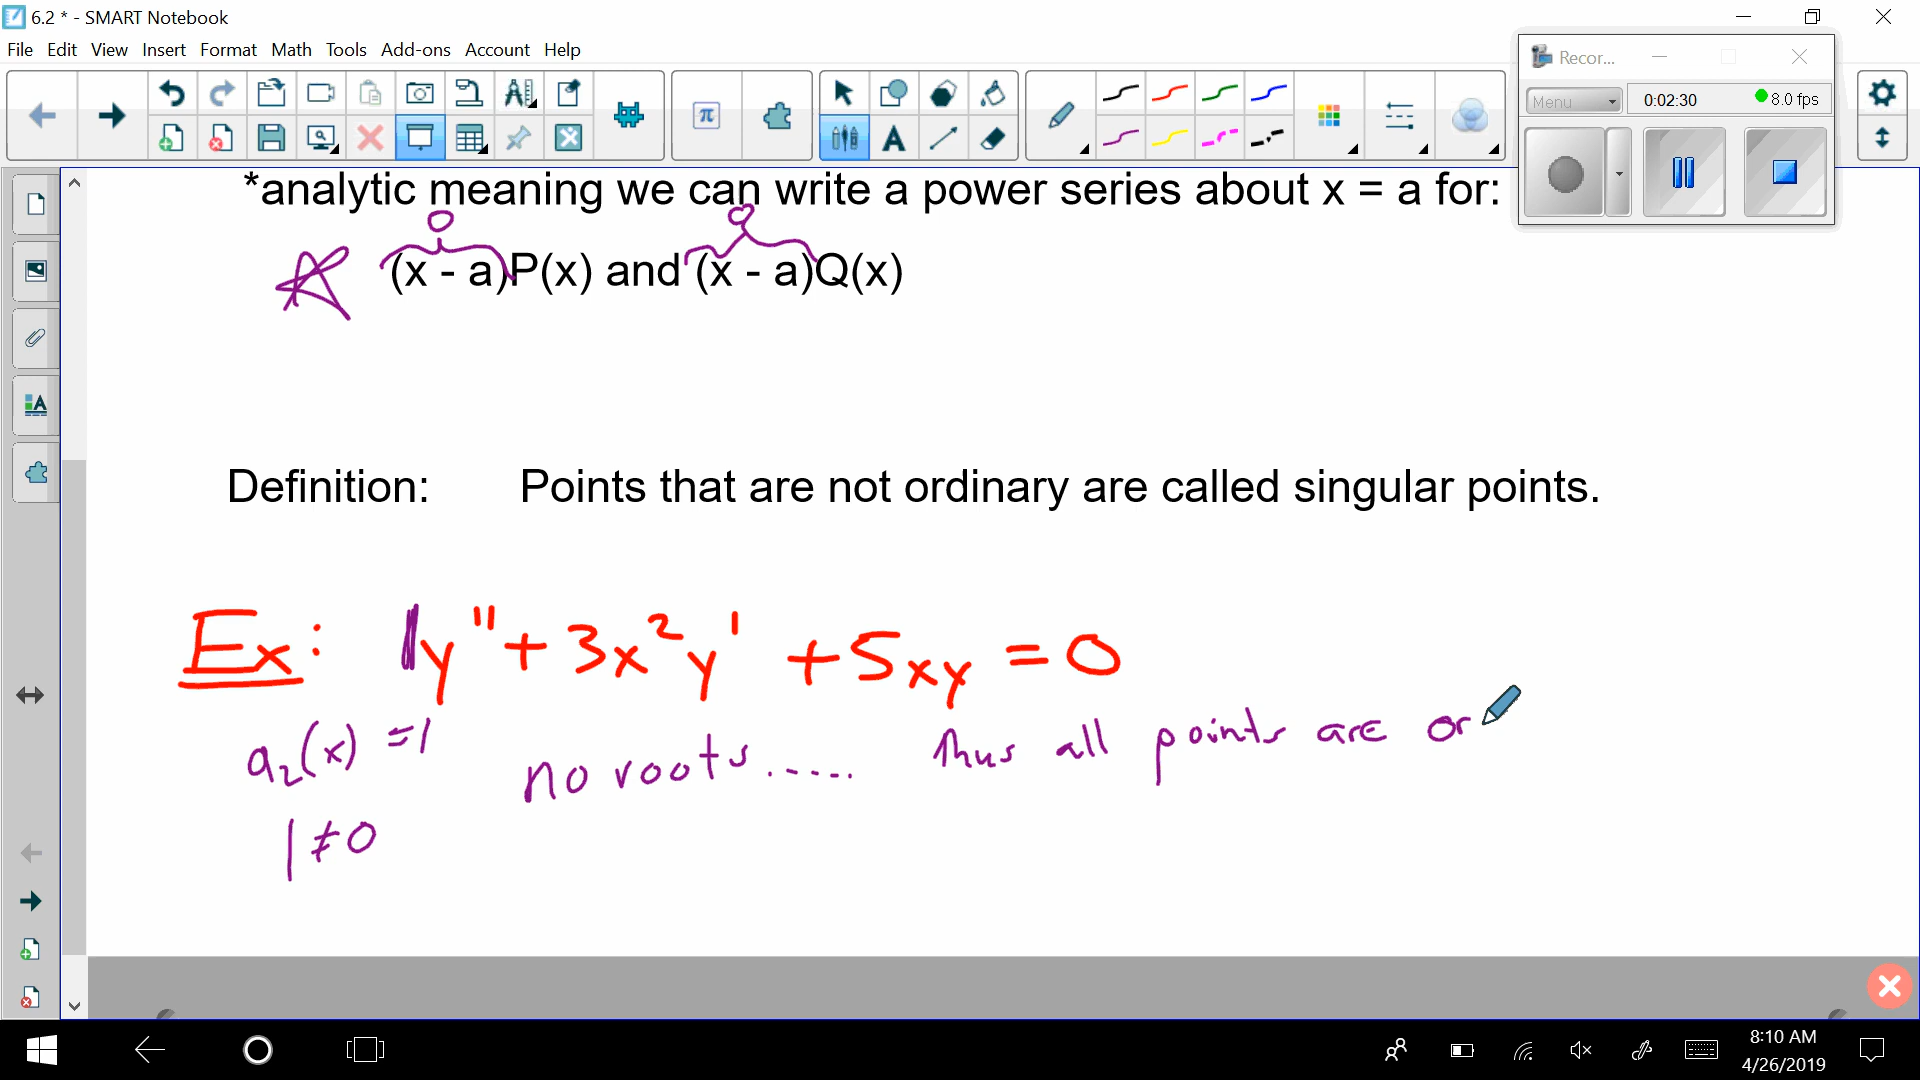 6.2 * - SMART Notebook
File Edit View Insert Format Math Tools Add-ons Account Help
Recor...
Menu
0:02:30
8.0 fps
*analytic meaning we can write a power series about x = a for:
(x - a)P(x) and (x - a)Q(x)
Definition: Points that are not ordinary are called singular points.
Ex: 1y" + 3x²y' + 5xy = 0
a₂(x) = 1 no roots...... thus all points are or
1 ≠ 0
8:10 AM
4/26/2019